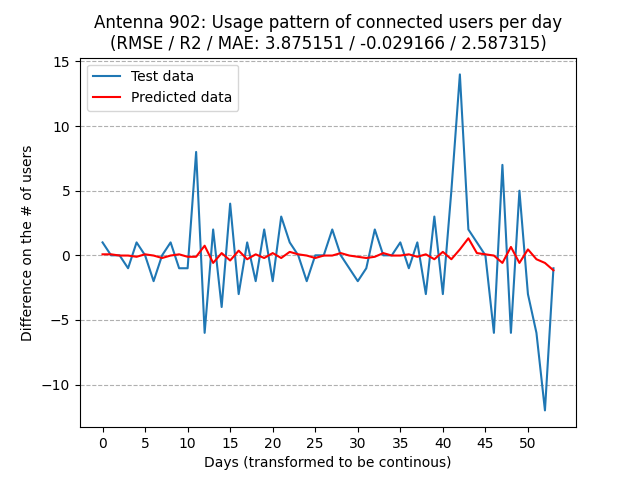 Antenna 902: Usage pattern of connected users per day
(RMSE / R2 / MAE: 3.875151 / -0.029166 / 2.587315)
Test data
Predicted data
15
10
5
0
−5
−10
Difference on the # of users
0 5 10 15 20 25 30 35 40 45 50
Days (transformed to be continous)